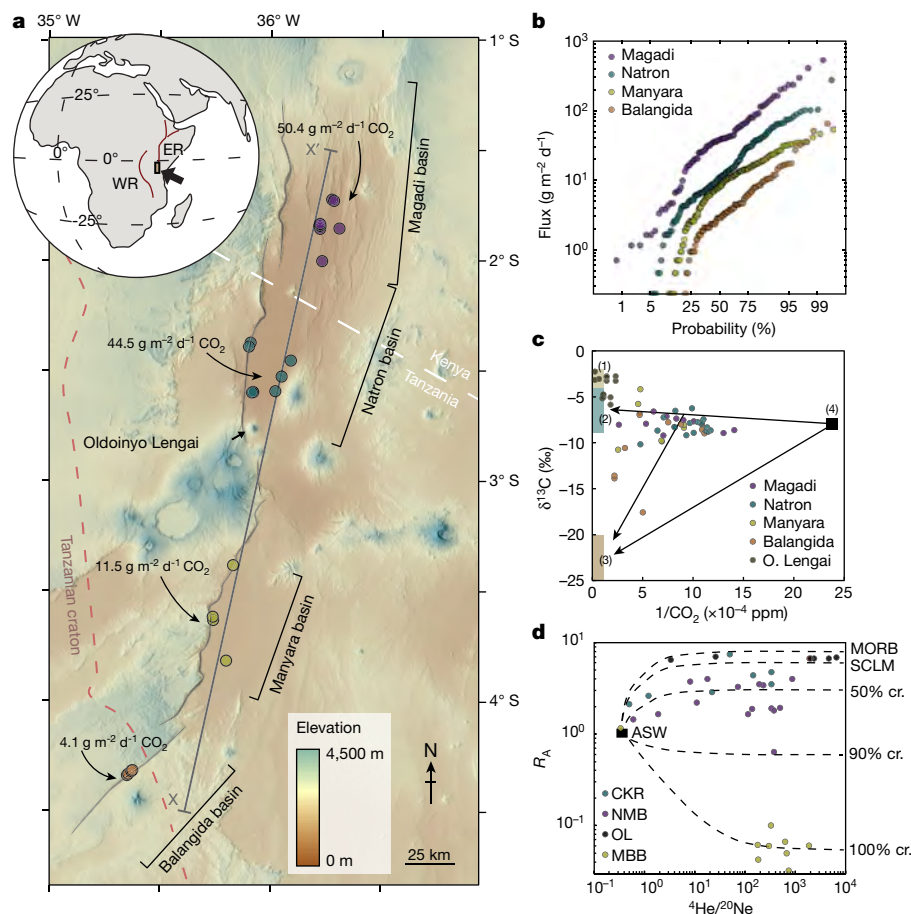 a
35° W
36° W
1° S
2° S
3° S
4° S
25°
0°
0°
-25°
ER
WR
50.4 g m⁻² d⁻¹ CO₂
X′
Magadi basin
44.5 g m⁻² d⁻¹ CO₂
Natron basin
Kenya
Tanzania
Oldoinyo Lengai
Tanzanian craton
11.5 g m⁻² d⁻¹ CO₂
Manyara basin
4.1 g m⁻² d⁻¹ CO₂
X
Balangida basin
Elevation
4,500 m
0 m
N
25 km
b
Magadi
Natron
Manyara
Balangida
Flux (g m⁻² d⁻¹)
10³
10²
10¹
10⁰
1 5 25 50 75 95 99
Probability (%)
c
δ¹³C (‰)
0
−5
−10
−15
−20
−25
(1)
(2)
(3)
(4)
Magadi
Natron
Manyara
Balangida
O. Lengai
0 5 10 15 20 25
1/CO₂ (×10⁻⁴ ppm)
d
R_A
10¹
10⁰
10⁻¹
MORB
SCLM
50% cr.
90% cr.
100% cr.
ASW
CKR
NMB
OL
MBB
10⁻¹ 10⁰ 10¹ 10² 10³ 10⁴
⁴He/²⁰Ne